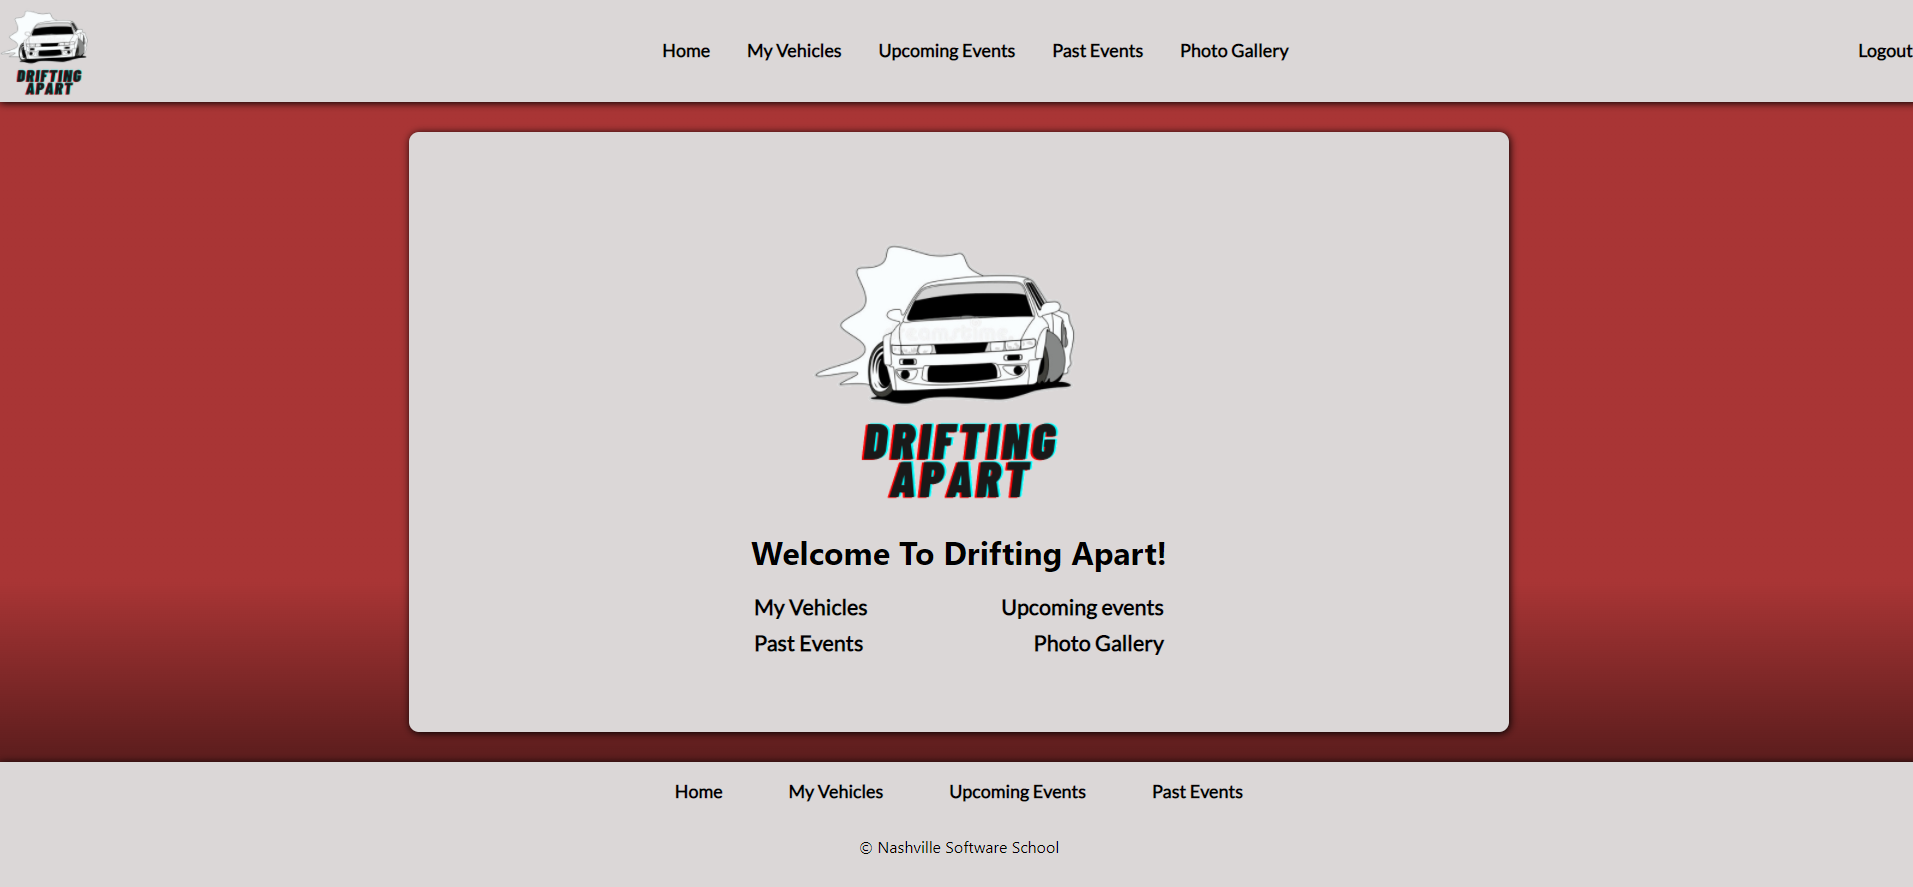 DRIFTING
APART
Home My Vehicles Upcoming Events Past Events Photo Gallery Logout
DRIFTING
APART
Welcome To Drifting Apart!
My Vehicles Upcoming events
Past Events Photo Gallery
Home My Vehicles Upcoming Events Past Events
© Nashville Software School